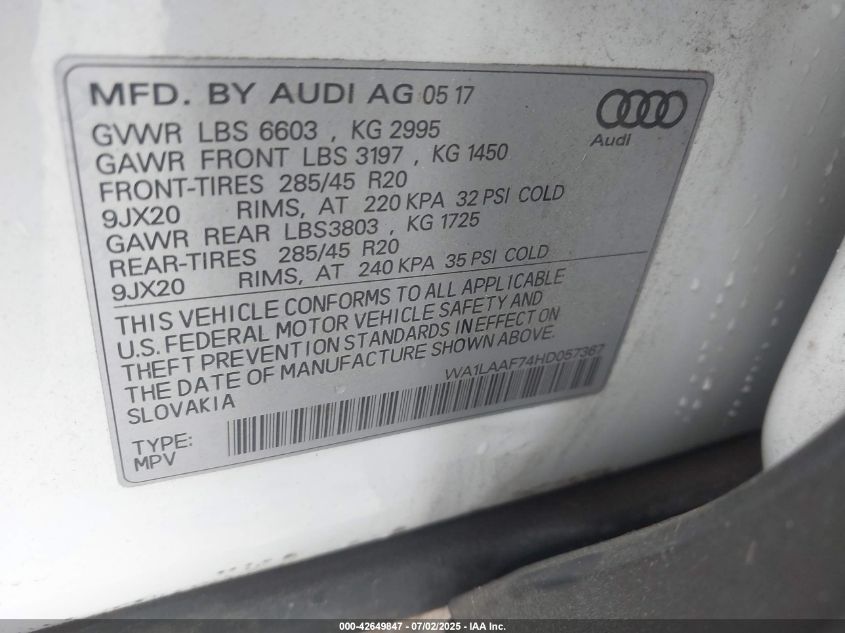 MFD. BY AUDI AG 05 17
Audi
GVWR LBS 6603 , KG 2995
GAWR FRONT LBS 3197 , KG 1450
FRONT-TIRES 285/45 R20
9JX20 RIMS, AT 220 KPA 32 PSI COLD
GAWR REAR LBS3803 , KG 1725
REAR-TIRES 285/45 R20
9JX20 RIMS, AT 240 KPA 35 PSI COLD
THIS VEHICLE CONFORMS TO ALL APPLICABLE
U.S. FEDERAL MOTOR VEHICLE SAFETY AND
THEFT PREVENTION STANDARDS IN EFFECT ON
THE DATE OF MANUFACTURE SHOWN ABOVE.
SLOVAKIA
WA1LAAF74HD057367
TYPE:
MPV
000-42649847 - 07/02/2025 - IAAI.com